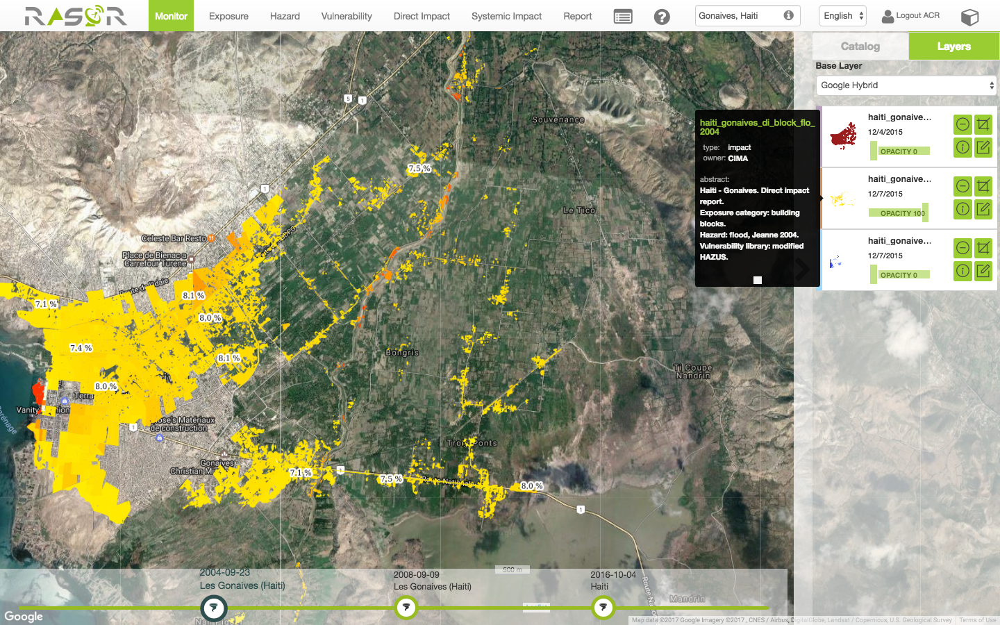 RASOR
Monitor
Exposure
Hazard
Vulnerability
Direct Impact
Systemic Impact
Report
Gonaives, Haiti
English
Logout ACR
Catalog
Layers
Base Layer
Google Hybrid
haiti_gonaive...
12/4/2015
OPACITY 0
haiti_gonaive...
12/7/2015
OPACITY 100
haiti_gonaive...
12/7/2015
OPACITY 0
haiti_gonaives_di_block_flo_
2004
type: impact
owner: CIMA
abstract:
Haiti - Gonaives. Direct impact
report.
Exposure category: building
blocks.
Hazard: flood, Jeanne 2004.
Vulnerability library: modified
HAZUS.
5
1
Souvenance
7.5 %
1
Le Tico
Celeste Bar Resto
Place de Bienac a
Carrefour Turene
8.1 %
7.1 %
8.0 %
7.4 %
8.1 %
Bongris
Ti Coupe
Nandrin
8.0 %
Terra
Vanity
1
ose's Matériaux
de construction
Trois Ponts
Gonaives
Christian Mi
7.1 %
1
7.5 %
Route Nationale
8.0 %
1
500 m
2004-09-23
Les Gonaives (Haiti)
2008-09-09
Les Gonaives (Haiti)
2016-10-04
Haiti
Mandrin
Google
Map data ©2017 Google Imagery ©2017 , CNES / Airbus, DigitalGlobe, Landsat / Copernicus, U.S. Geological Survey
Terms of Use